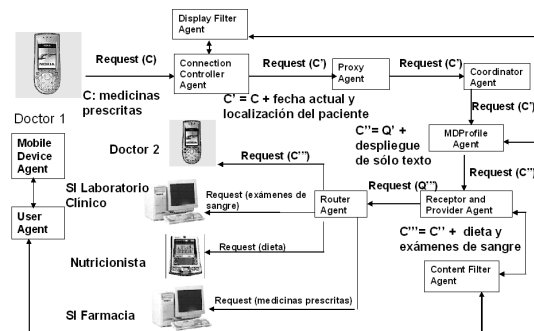 Display Filter
Agent
Request (C)
Connection
Controller
Agent
Request (C')
Proxy
Agent
Request (C')
Coordinator
Agent
C: medicinas
prescritas
C' = C + fecha actual y
localización del paciente
Request (C')
Doctor 1
Mobile
Device
Agent
User
Agent
Doctor 2
Request (C''')
C''= Q' +
despliegue
de sólo texto
MDProfile
Agent
Request (C'')
SI Laboratorio
Clínico
Request (exámenes de
sangre)
Router
Agent
Request (Q''')
Receptor and
Provider Agent
C'''= C'' + dieta y
exámenes de sangre
Nutricionista
Request (dieta)
Content Filter
Agent
SI Farmacia
Request (medicinas prescritas)